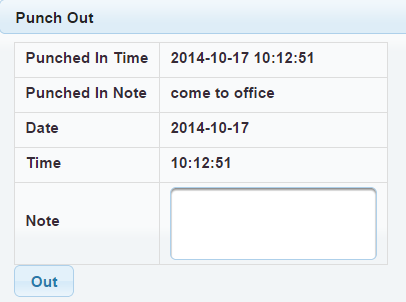 Punch Out
Punched In Time 2014-10-17 10:12:51
Punched In Note come to office
Date 2014-10-17
Time 10:12:51
Note
Out